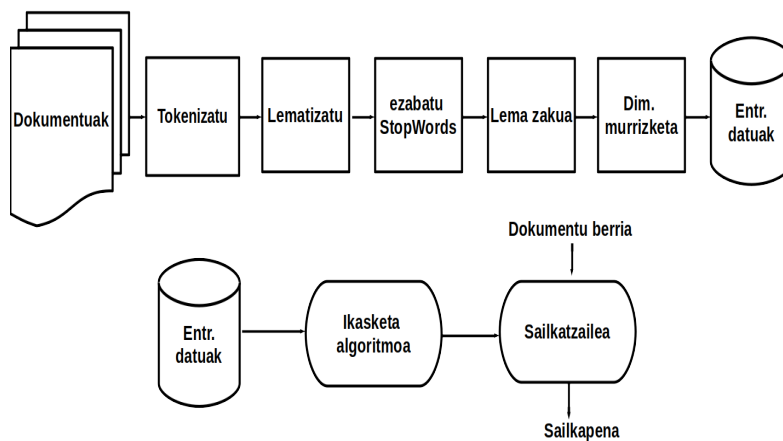 Dokumentuak
Tokenizatu
Lematizatu
ezabatu
StopWords
Lema zakua
Dim.
murrizketa
Entr.
datuak
Dokumentu berria
Entr.
datuak
Ikasketa
algoritmoa
Sailkatzailea
Sailkapena